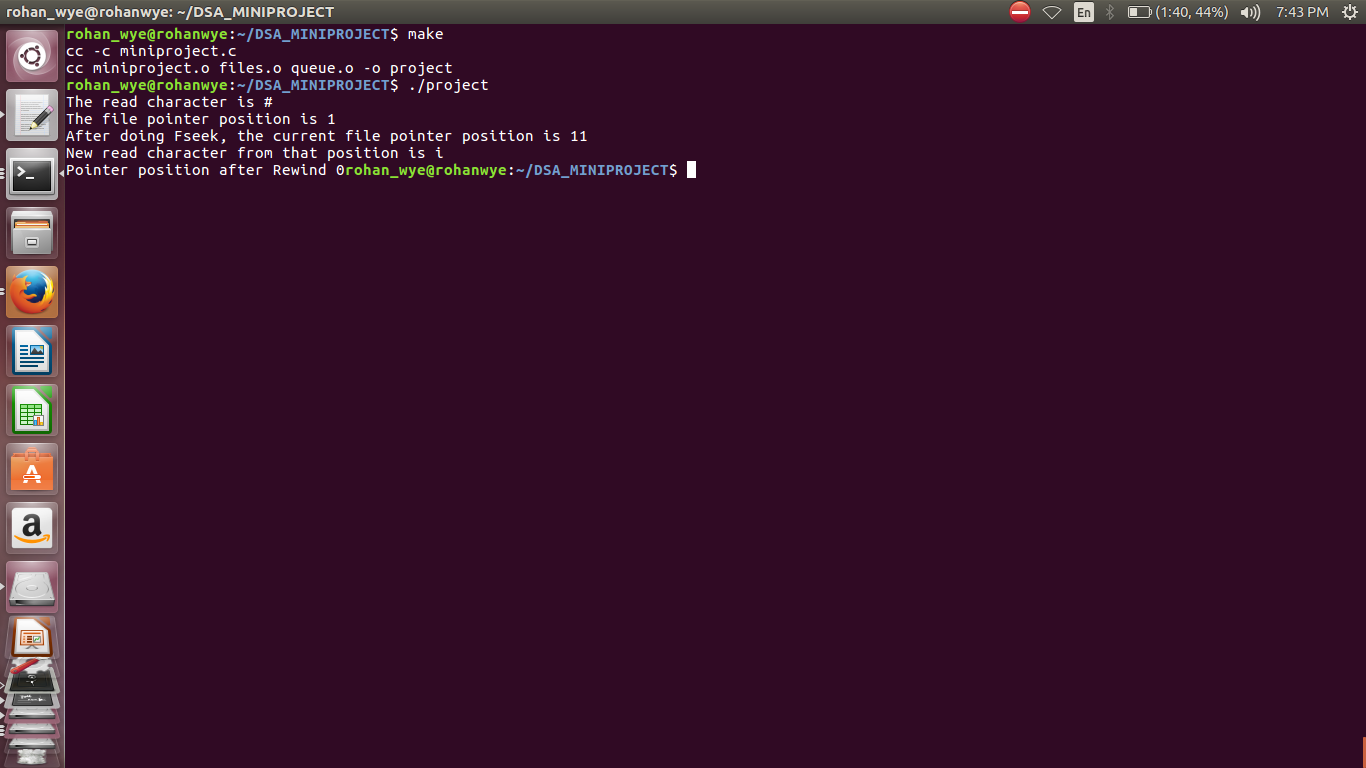 rohan_wye@rohanwye: ~/DSA_MINIPROJECT
En
(1:40, 44%)
7:43 PM
rohan_wye@rohanwye:~/DSA_MINIPROJECT$ make
cc -c miniproject.c
cc miniproject.o files.o queue.o -o project
rohan_wye@rohanwye:~/DSA_MINIPROJECT$ ./project
The read character is #
The file pointer position is 1
After doing Fseek, the current file pointer position is 11
New read character from that position is i
Pointer position after Rewind 0rohan_wye@rohanwye:~/DSA_MINIPROJECT$